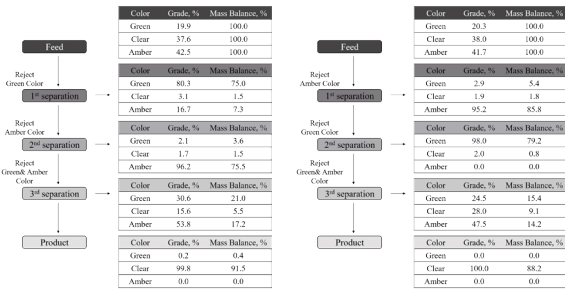 Feed
Reject
Green Color
1st separation
Reject
Amber Color
2nd separation
Reject
Green& Amber
Color
3rd separation
Product
Color Grade, % Mass Balance, %
Green 19.9 100.0
Clear 37.6 100.0
Amber 42.5 100.0
Color Grade, % Mass Balance, %
Green 80.3 75.0
Clear 3.1 1.5
Amber 16.7 7.3
Color Grade, % Mass Balance, %
Green 2.1 3.6
Clear 1.7 1.5
Amber 96.2 75.5
Color Grade, % Mass Balance, %
Green 30.6 21.0
Clear 15.6 5.5
Amber 53.8 17.2
Color Grade, % Mass Balance, %
Green 0.2 0.4
Clear 99.8 91.5
Amber 0.0 0.0
Feed
Reject
Amber Color
1st separation
Reject
Green Color
2nd separation
Reject
Green& Amber
Color
3rd separation
Product
Color Grade, % Mass Balance, %
Green 20.3 100.0
Clear 38.0 100.0
Amber 41.7 100.0
Color Grade, % Mass Balance, %
Green 2.9 5.4
Clear 1.9 1.8
Amber 95.2 85.8
Color Grade, % Mass Balance, %
Green 98.0 79.2
Clear 2.0 0.8
Amber 0.0 0.0
Color Grade, % Mass Balance, %
Green 24.5 15.4
Clear 28.0 9.1
Amber 47.5 14.2
Color Grade, % Mass Balance, %
Green 0.0 0.0
Clear 100.0 88.2
Amber 0.0 0.0